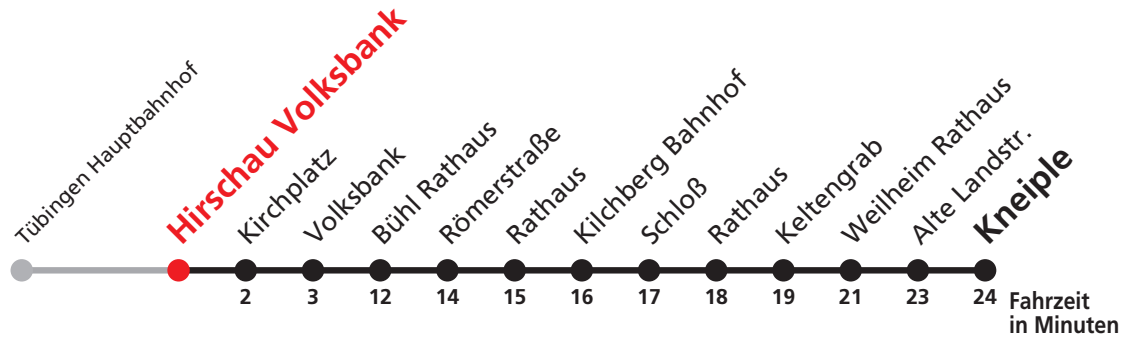 Tübingen Hauptbahnhof
Hirschau Volksbank
Kirchplatz
Volksbank
Bühl Rathaus
Römerstraße
Rathaus
Kilchberg Bahnhof
Schloß
Rathaus
Keltengrab
Weilheim Rathaus
Alte Landstr.
Kneiple
2 3 12 14 15 16 17 18 19 21 23 24 Fahrzeit
in Minuten